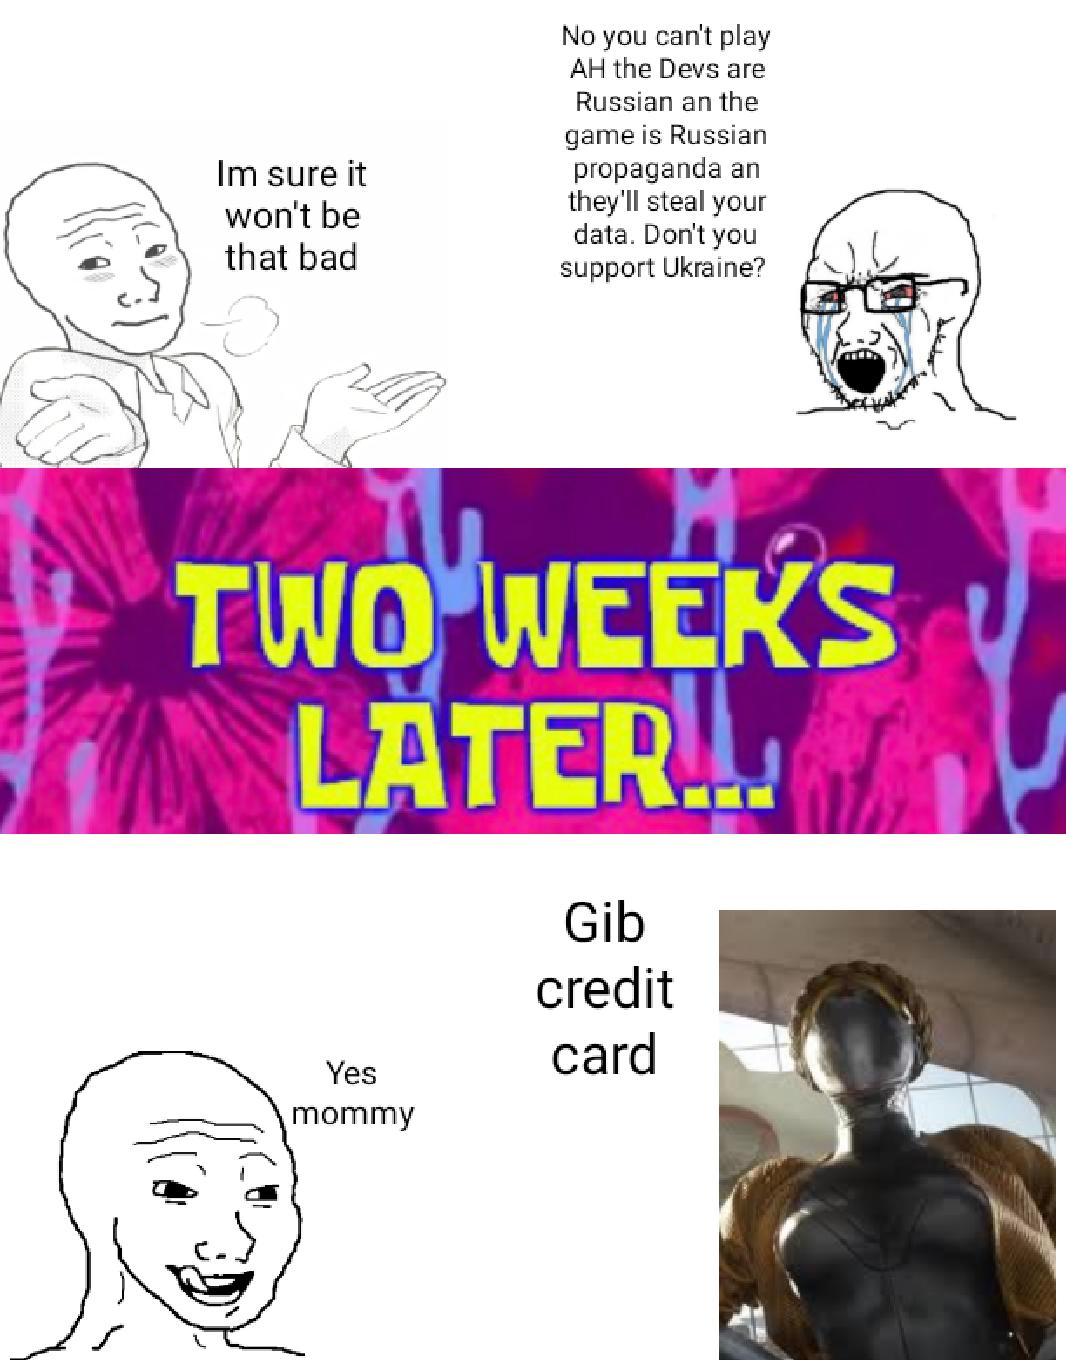 Im sure it
won't be
that bad
No you can't play
AH the Devs are
Russian an the
game is Russian
propaganda an
they'll steal your
data. Don't you
support Ukraine?
TWO WEEKS
LATER...
Gib
credit
card
Yes
mommy